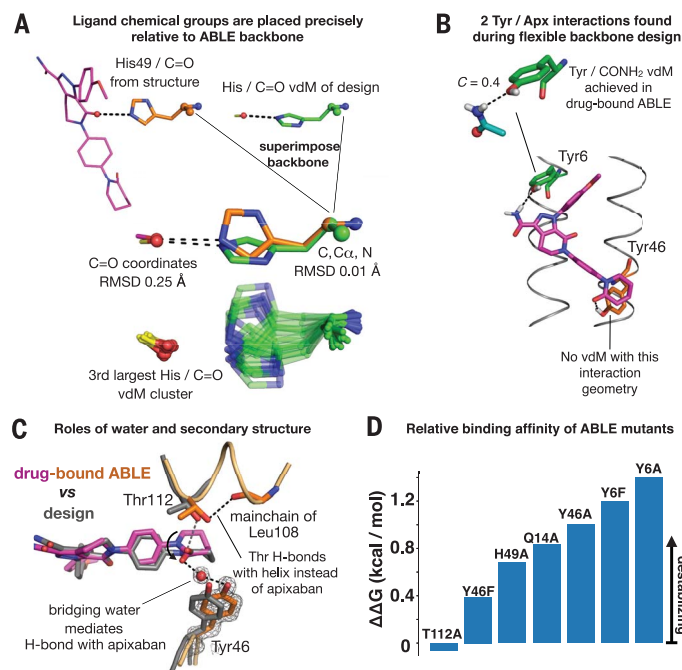 A
Ligand chemical groups are placed precisely
relative to ABLE backbone
His49 / C=O
from structure
His / C=O vdM of design
superimpose
backbone
C=O coordinates
RMSD 0.25 Å
C,Cα, N
RMSD 0.01 Å
3rd largest His / C=O
vdM cluster
B
2 Tyr / Apx interactions found
during flexible backbone design
C = 0.4
Tyr / CONH₂ vdM
achieved in
drug-bound ABLE
Tyr6
Tyr46
No vdM with this
interaction
geometry
C
Roles of water and secondary structure
drug-bound ABLE
vs
design
Thr112
mainchain of
Leu108
Thr H-bonds
with helix instead
of apixaban
bridging water
mediates
H-bond with apixaban
Tyr46
D
Relative binding affinity of ABLE mutants
ΔΔG (kcal / mol)
1.2
0.8
0.4
0
T112A
Y46F
H49A
Q14A
Y46A
Y6F
Y6A
destabilizing